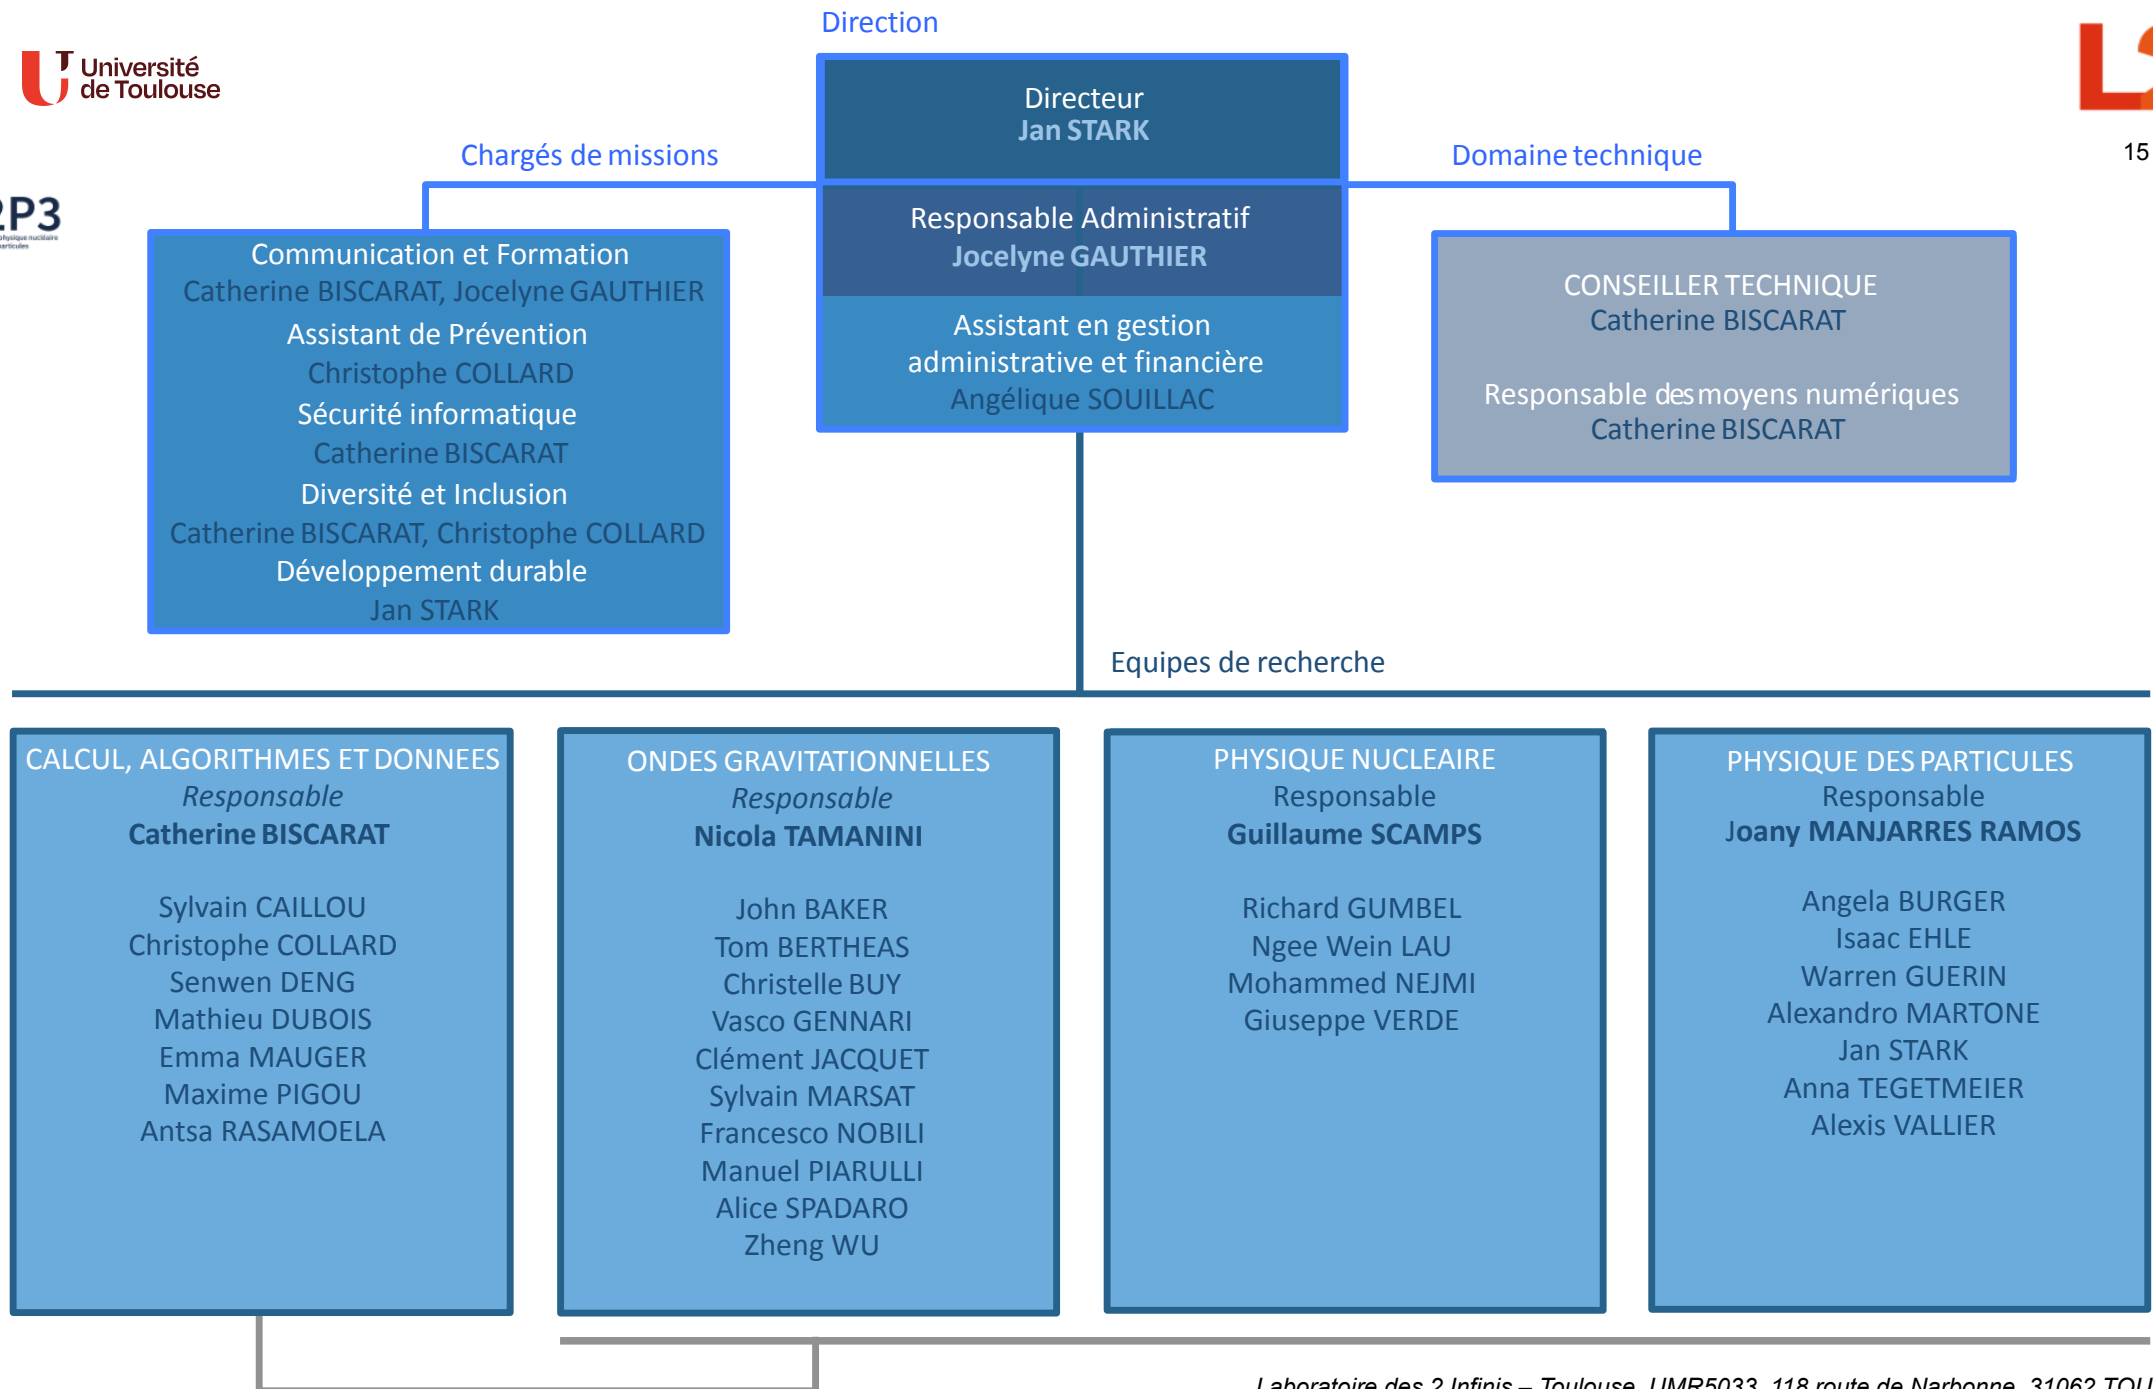 Direction
Université
de Toulouse
Directeur
Jan STARK
Chargés de missions
Domaine technique
15
Responsable Administratif
Jocelyne GAUTHIER
Assistant en gestion
administrative et financière
Angélique SOUILLAC
Communication et Formation
Catherine BISCARAT, Jocelyne GAUTHIER
Assistant de Prévention
Christophe COLLARD
Sécurité informatique
Catherine BISCARAT
Diversité et Inclusion
Catherine BISCARAT, Christophe COLLARD
Développement durable
Jan STARK
CONSEILLER TECHNIQUE
Catherine BISCARAT
Responsable des moyens numériques
Catherine BISCARAT
Equipes de recherche
CALCUL, ALGORITHMES ET DONNEES
Responsable
Catherine BISCARAT
Sylvain CAILLOU
Christophe COLLARD
Senwen DENG
Mathieu DUBOIS
Emma MAUGER
Maxime PIGOU
Antsa RASAMOELA
ONDES GRAVITATIONNELLES
Responsable
Nicola TAMANINI
John BAKER
Tom BERTHEAS
Christelle BUY
Vasco GENNARI
Clément JACQUET
Sylvain MARSAT
Francesco NOBILI
Manuel PIARULLI
Alice SPADARO
Zheng WU
PHYSIQUE NUCLEAIRE
Responsable
Guillaume SCAMPS
Richard GUMBEL
Ngee Wein LAU
Mohammed NEJMI
Giuseppe VERDE
PHYSIQUE DES PARTICULES
Responsable
Joany MANJARRES RAMOS
Angela BURGER
Isaac EHLE
Warren GUERIN
Alexandro MARTONE
Jan STARK
Anna TEGETMEIER
Alexis VALLIER
Laboratoire des 2 Infinis – Toulouse, UMR5033, 118 route de Narbonne, 31062 TOU